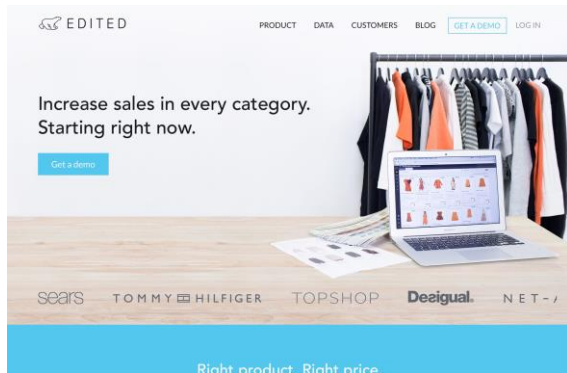 EDITED
PRODUCT DATA CUSTOMERS BLOG GET A DEMO LOG IN
Increase sales in every category.
Starting right now.
Get a demo
sears TOMMY HILFIGER TOPSHOP Desigual. NET-A
Right product. Right price.